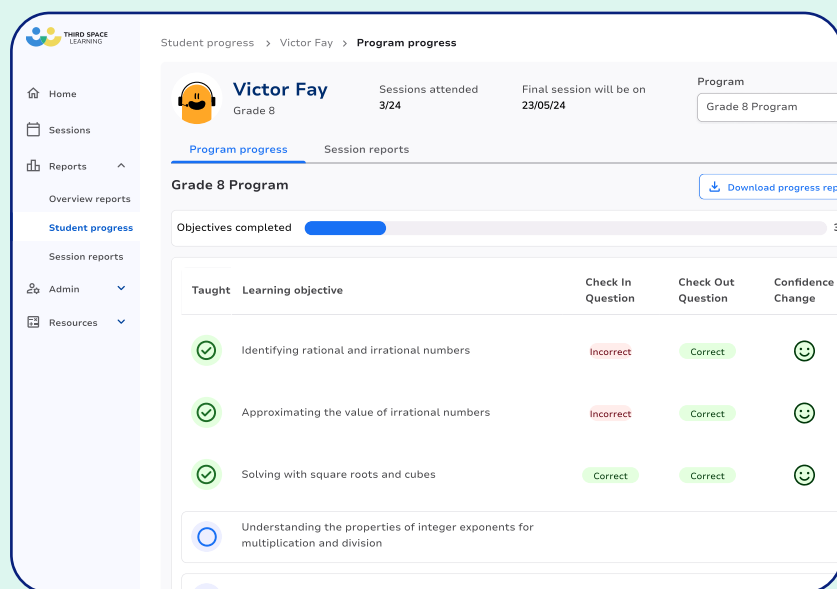 THIRD SPACE
LEARNING
Home
Sessions
Reports
Overview reports
Student progress
Session reports
Admin
Resources
Student progress > Victor Fay > Program progress
Victor Fay
Grade 8
Sessions attended
3/24
Final session will be on
23/05/24
Program
Grade 8 Program
Program progress
Session reports
Grade 8 Program
Download progress rep
Objectives completed
3
Taught
Learning objective
Check In
Question
Check Out
Question
Confidence
Change
Identifying rational and irrational numbers
Incorrect
Correct
Approximating the value of irrational numbers
Incorrect
Correct
Solving with square roots and cubes
Correct
Correct
Understanding the properties of integer exponents for
multiplication and division